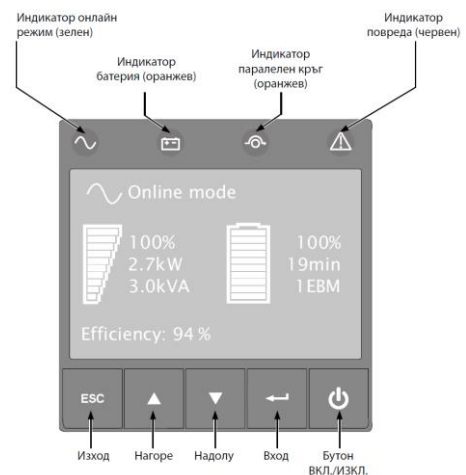 Индикатор онлайн
режим (зелен)
Индикатор
батерия (оранжев)
Индикатор
паралелен кръг
(оранжев)
Индикатор
повреда (червен)
Online mode
100%
2.7kW
3.0kVA
100%
19min
1EBM
Efficiency: 94 %
ESC
Изход
Нагоре
Надолу
Вход
Бутон
ВКЛ./ИЗКЛ.